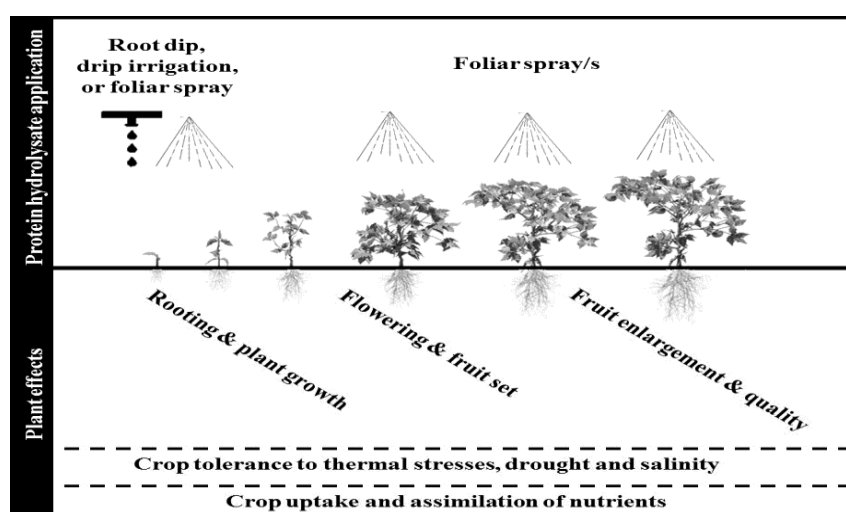 Protein hydrolysate application
Root dip,
drip irrigation,
or foliar spray
Foliar spray/s
Plant effects
Rooting & plant growth
Flowering & fruit set
Fruit enlargement & quality
Crop tolerance to thermal stresses, drought and salinity
Crop uptake and assimilation of nutrients